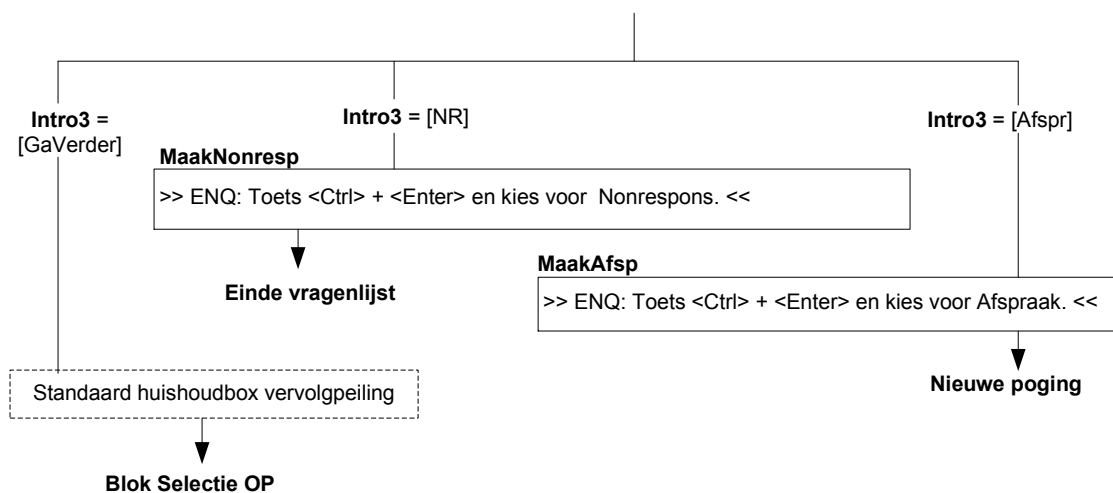 Intro3 =
[GaVerder]
Intro3 = [NR]
Intro3 = [Afspr]
MaakNonresp
>> ENQ: Toets <Ctrl> + <Enter> en kies voor  Nonrespons. <<
Einde vragenlijst
MaakAfsp
>> ENQ: Toets <Ctrl> + <Enter> en kies voor Afspraak. <<
Nieuwe poging
Standaard huishoudbox vervolgpeiling
Blok Selectie OP